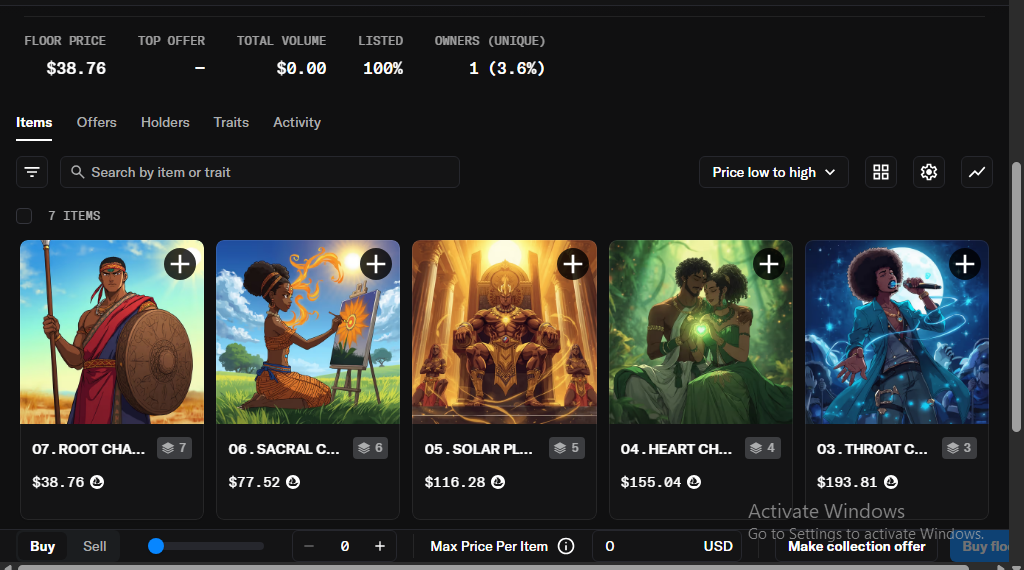 FLOOR PRICE TOP OFFER TOTAL VOLUME LISTED OWNERS (UNIQUE)
$38.76 – $0.00 100% 1 (3.6%)
Items Offers Holders Traits Activity
Search by item or trait Price low to high
7 ITEMS
07. ROOT CHA... 7 06. SACRAL C... 6 05. SOLAR PL... 5 04. HEART CH... 4 03. THROAT C... 3
$38.76 $77.52 $116.28 $155.04 $193.81
Activate Windows
Go to Settings to activate Windows.
Buy Sell 0 Max Price Per Item 0 USD Make collection offer Buy flo